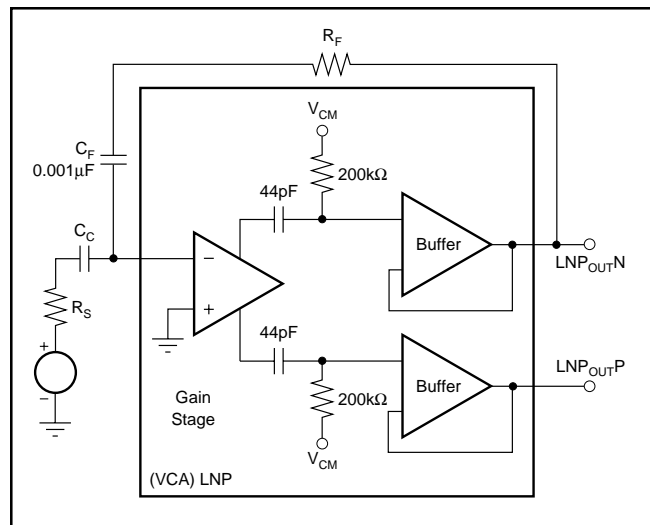 R_F
V_CM
C_F
0.001μF
200kΩ
44pF
Buffer
C_C
LNP_OUTN
−
R_S
+
+
44pF
LNP_OUTP
Buffer
−
Gain
Stage
200kΩ
V_CM
(VCA) LNP